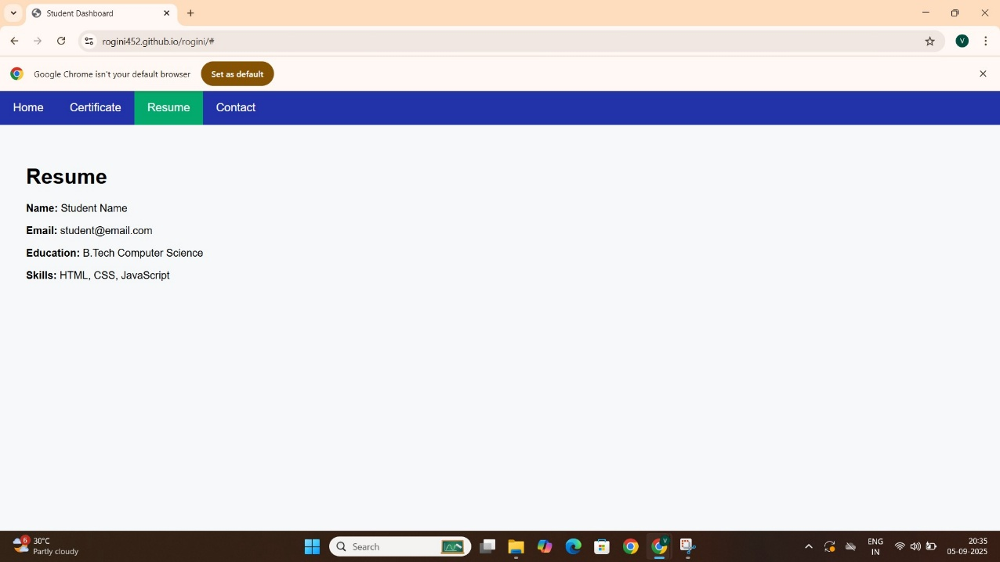 Student Dashboard
rogini452.github.io/rogini/#
V
Google Chrome isn't your default browser
Set as default
Home
Certificate
Resume
Contact
Resume
Name: Student Name
Email: student@email.com
Education: B.Tech Computer Science
Skills: HTML, CSS, JavaScript
6
30°C
Partly cloudy
Search
V
ENG
IN
20:35
05-09-2025